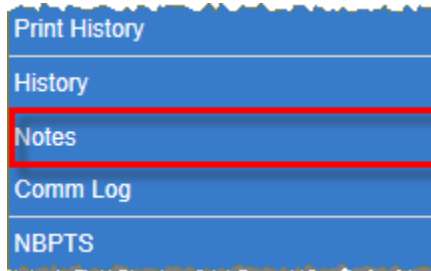 Print History
History
Notes
Comm Log
NBPTS